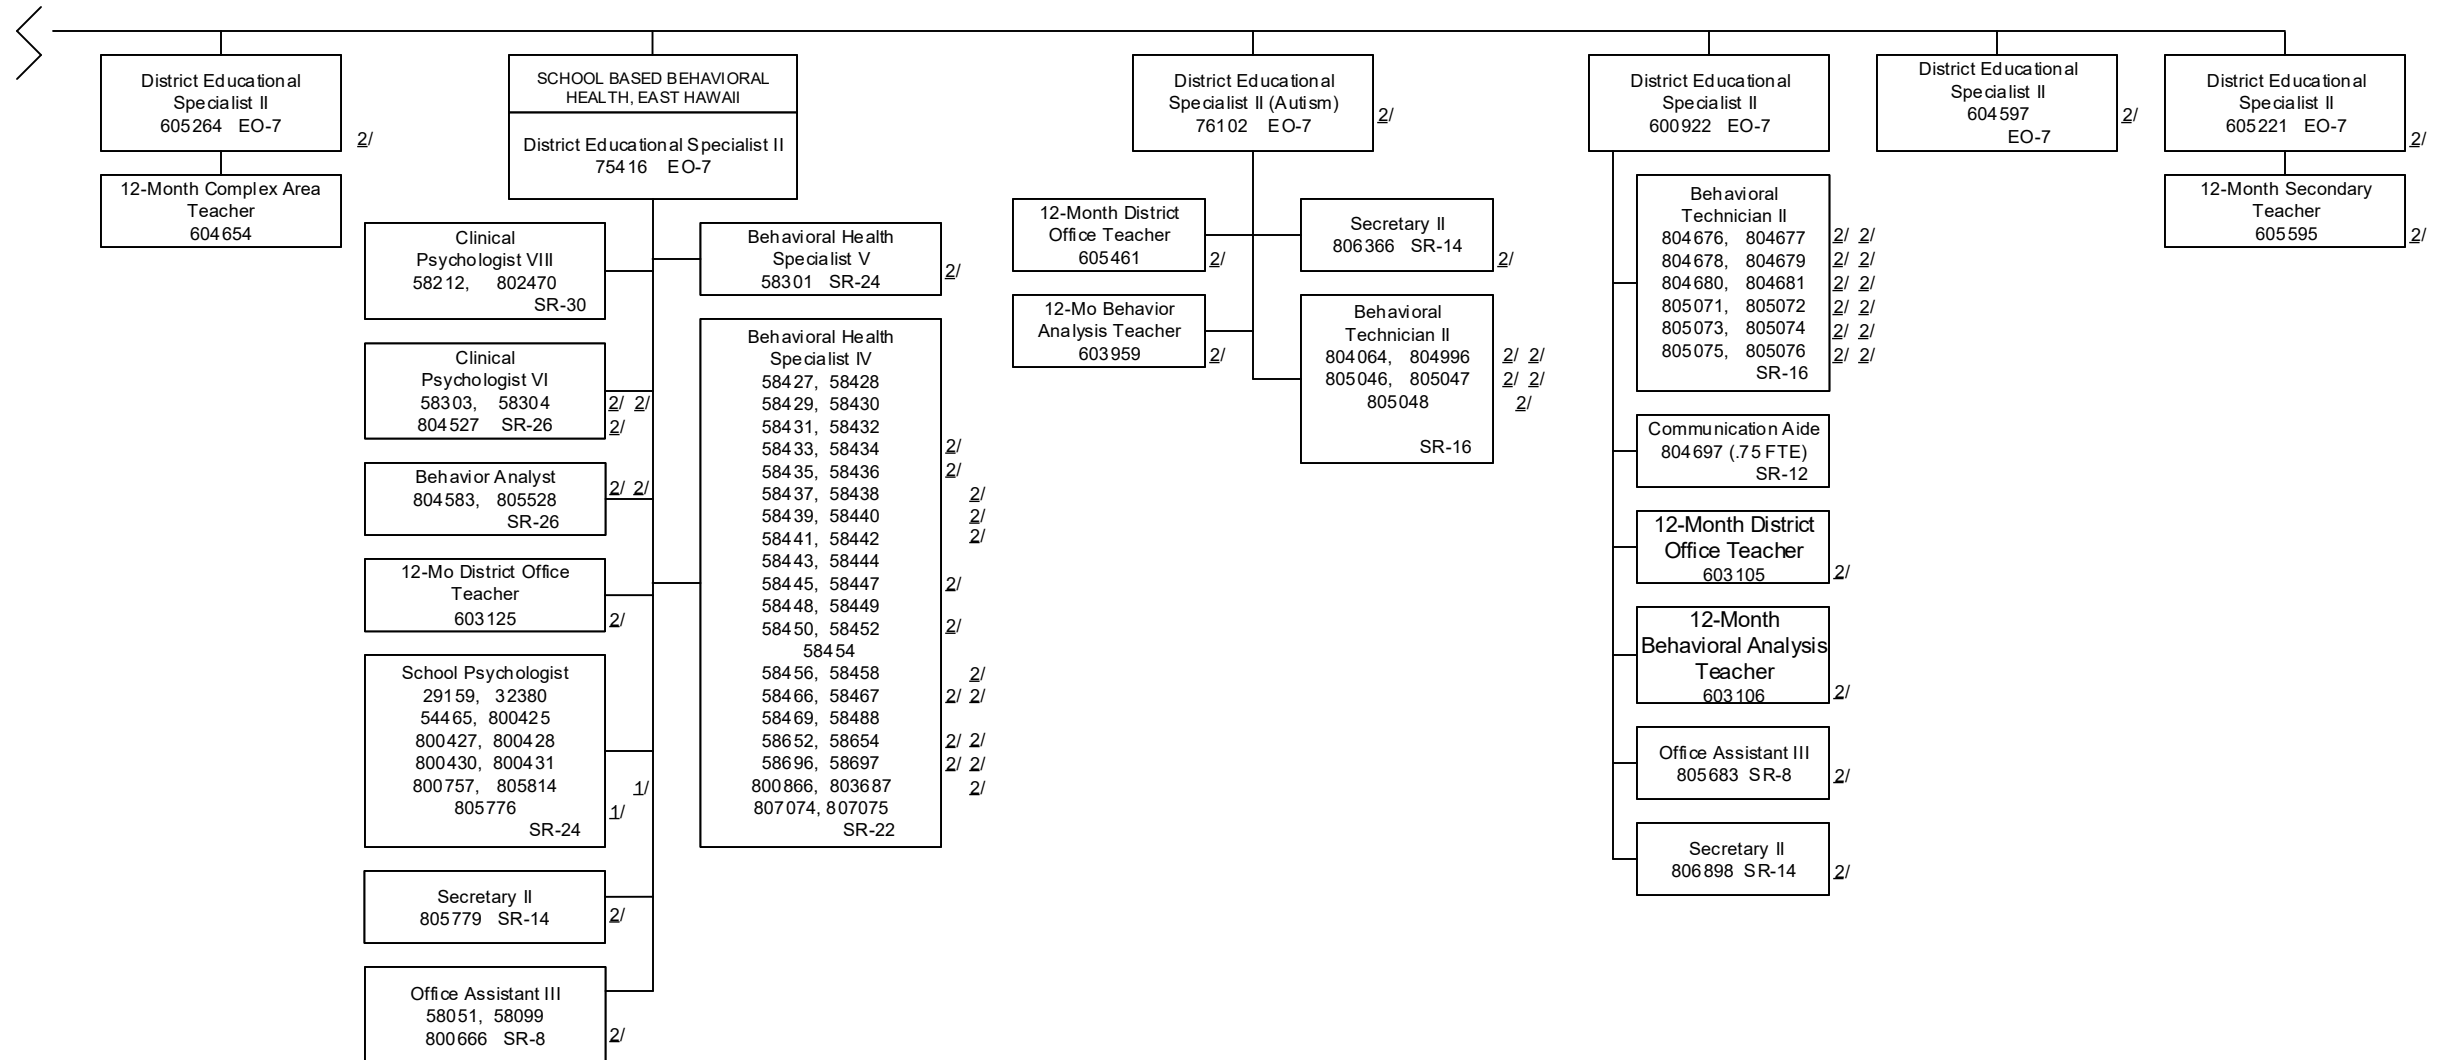 District Educational
Specialist II
605264 EO-7
2/
12-Month Complex Area
Teacher
604654
SCHOOL BASED BEHAVIORAL
HEALTH, EAST HAWAII
District Educational Specialist II
75416 EO-7
Clinical
Psychologist VIII
58212, 802470
SR-30
Clinical
Psychologist VI
58303, 58304 2/ 2/
804527 SR-26 2/
Behavior Analyst
804583, 805528 2/ 2/
SR-26
12-Mo District Office
Teacher
603125 2/
School Psychologist
29159, 32380
54465, 800425
800427, 800428
800430, 800431
800757, 805814 1/
805776 1/
SR-24
Secretary II
805779 SR-14 2/
Office Assistant III
58051, 58099
800666 SR-8 2/
Behavioral Health
Specialist V
58301 SR-24 2/
Behavioral Health
Specialist IV
58427, 58428
58429, 58430
58431, 58432
58433, 58434 2/
58435, 58436 2/
58437, 58438 2/
58439, 58440 2/
58441, 58442 2/
58443, 58444
58445, 58447 2/
58448, 58449
58450, 58452 2/
58454
58456, 58458 2/
58466, 58467 2/ 2/
58469, 58488
58652, 58654 2/ 2/
58696, 58697 2/ 2/
800866, 803687 2/
807074, 807075
SR-22
District Educational
Specialist II (Autism)
76102 EO-7 2/
12-Month District
Office Teacher
605461 2/
12-Mo Behavior
Analysis Teacher
603959 2/
Secretary II
806366 SR-14 2/
Behavioral
Technician II
804064, 804996 2/ 2/
805046, 805047 2/ 2/
805048 2/
SR-16
District Educational
Specialist II
600922 EO-7
Behavioral
Technician II
804676, 804677 2/ 2/
804678, 804679 2/ 2/
804680, 804681 2/ 2/
805071, 805072 2/ 2/
805073, 805074 2/ 2/
805075, 805076 2/ 2/
SR-16
Communication Aide
804697 (.75 FTE)
SR-12
12-Month District
Office Teacher
603105 2/
12-Month
Behavioral Analysis
Teacher
603106 2/
Office Assistant III
805683 SR-8 2/
Secretary II
806898 SR-14 2/
District Educational
Specialist II
604597 2/
EO-7
District Educational
Specialist II
605221 EO-7 2/
12-Month Secondary
Teacher
605595 2/